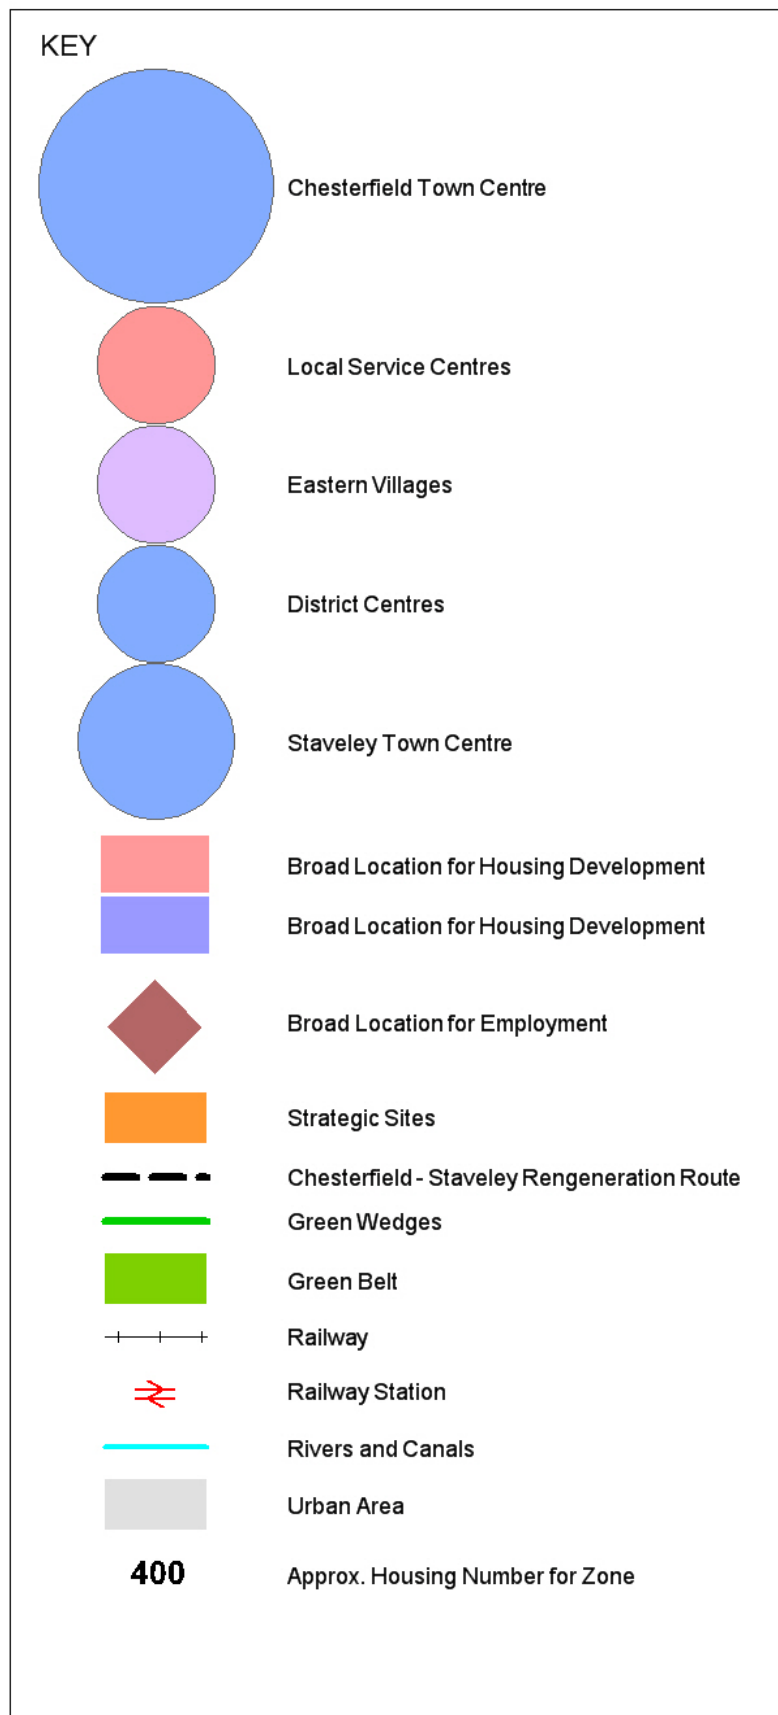 KEY
Chesterfield Town Centre
Local Service Centres
Eastern Villages
District Centres
Staveley Town Centre
Broad Location for Housing Development
Broad Location for Housing Development
Broad Location for Employment
Strategic Sites
Chesterfield - Staveley Rengeneration Route
Green Wedges
Green Belt
Railway
Railway Station
Rivers and Canals
Urban Area
400 Approx. Housing Number for Zone